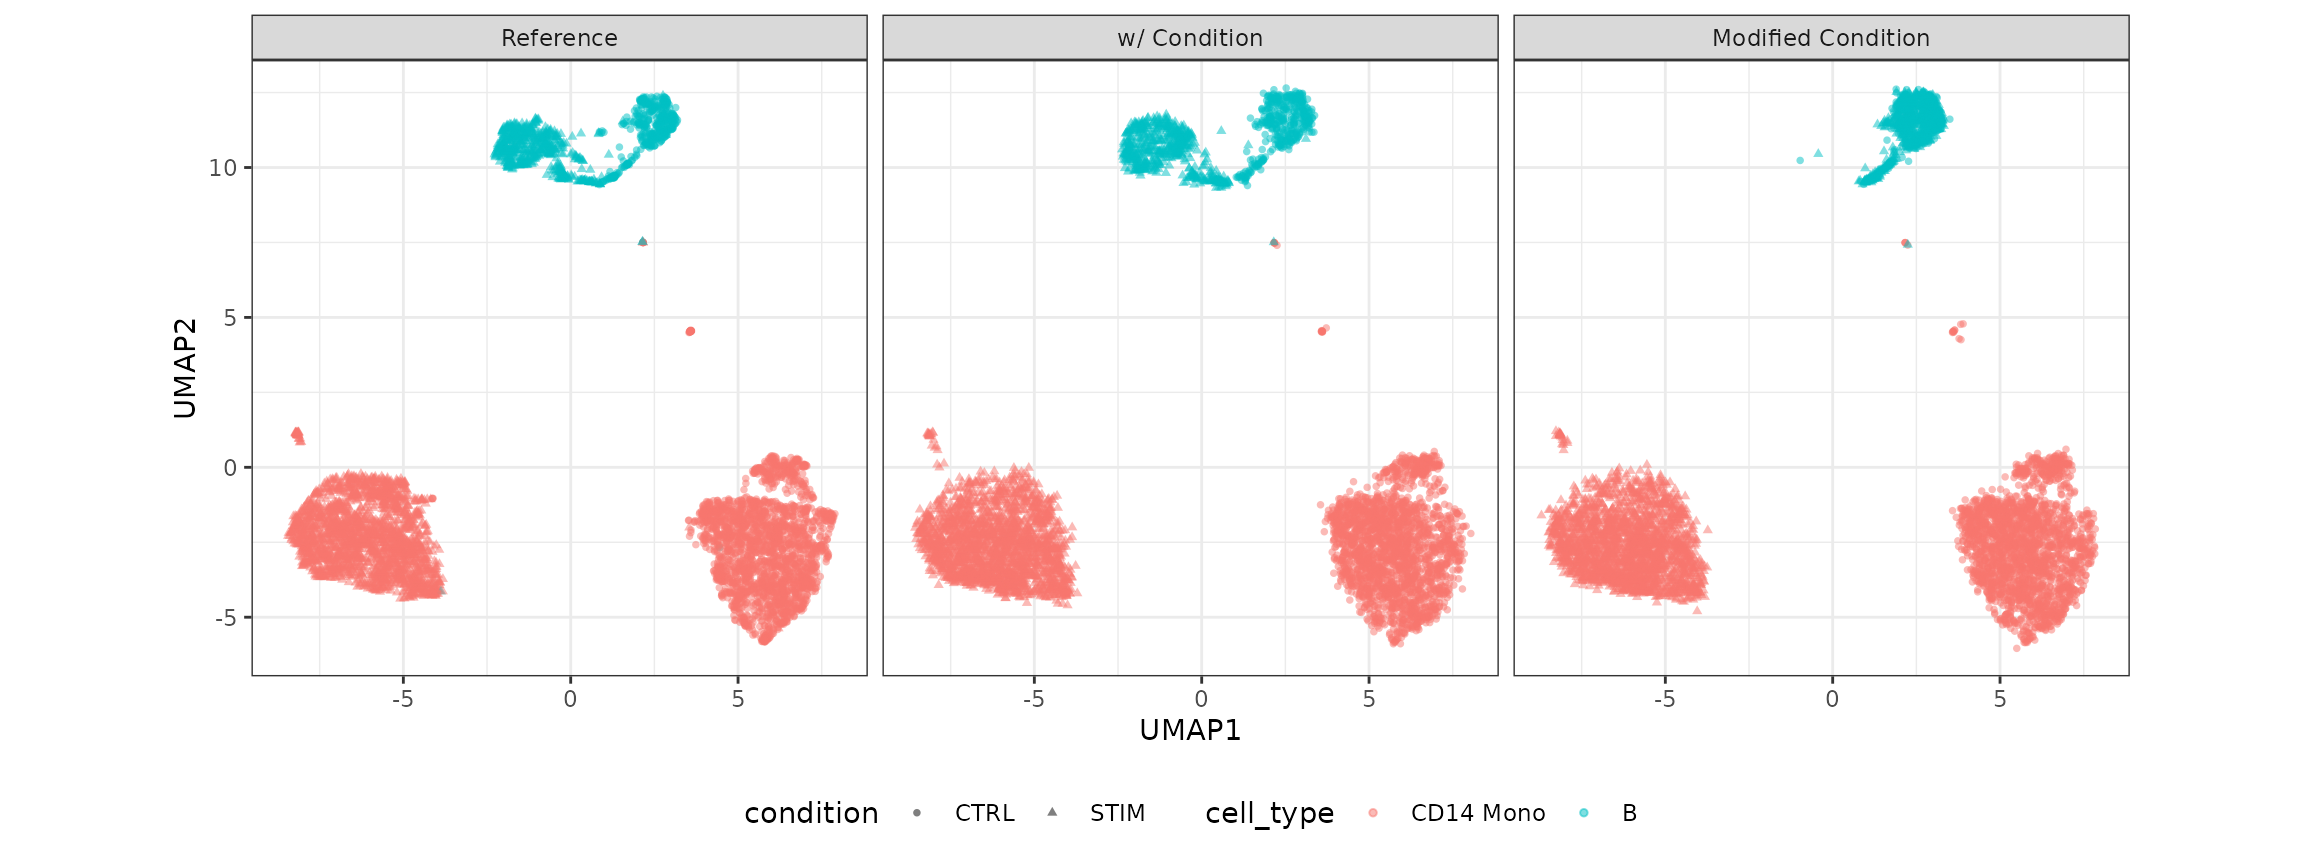 Reference
w/ Condition
Modified Condition
UMAP2
10
5
0
-5
-5 0 5
-5 0 5
-5 0 5
UMAP1
condition CTRL STIM cell_type CD14 Mono B